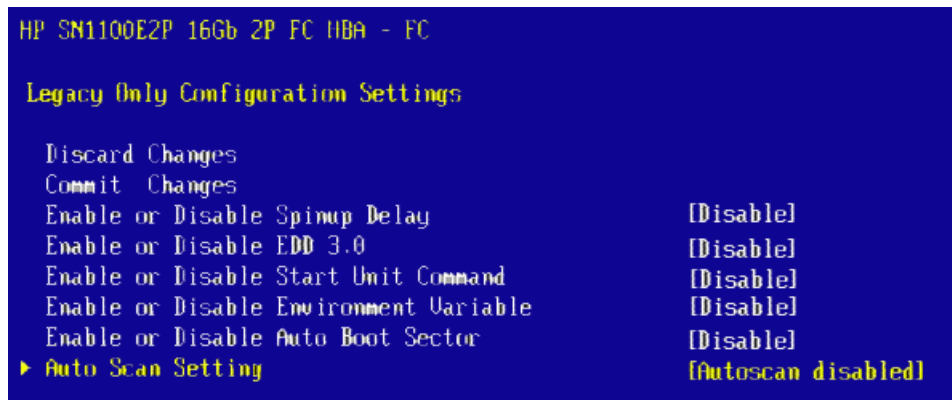 HP SN1100E2P 16Gb 2P FC HBA - FC
Legacy Only Configuration Settings
Discard Changes
Commit Changes
Enable or Disable Spinup Delay [Disable]
Enable or Disable EDD 3.0 [Disable]
Enable or Disable Start Unit Command [Disable]
Enable or Disable Environment Variable [Disable]
Enable or Disable Auto Boot Sector [Disable]
Auto Scan Setting [Autoscan disabled]